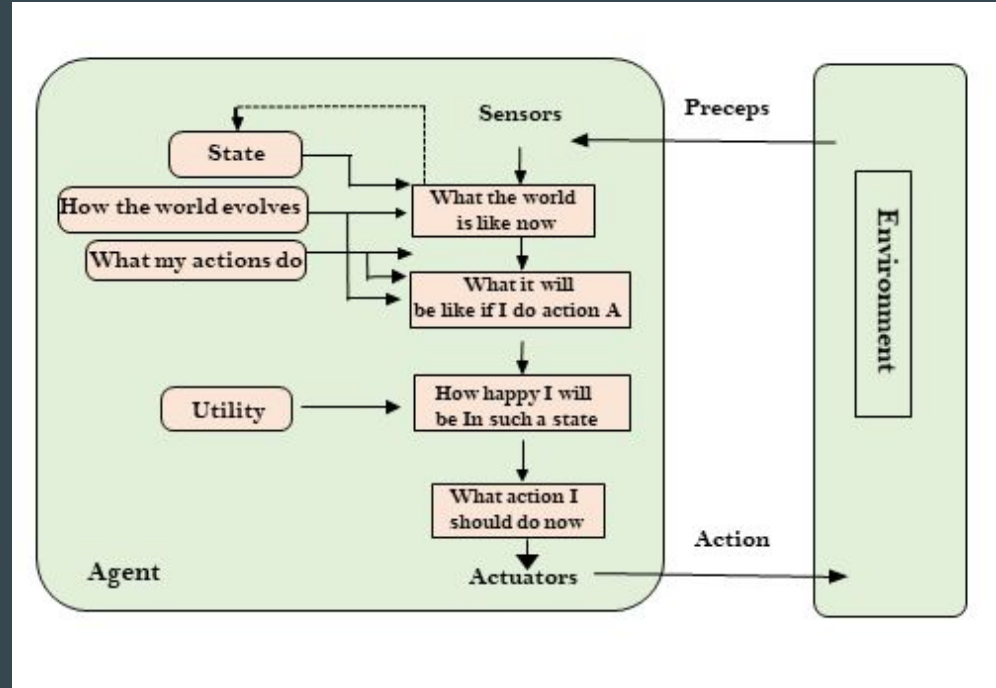 Sensors
Preceps
State
What the world
is like now
How the world evolves
What my actions do
What it will
be like if I do action A
Environment
Utility
How happy I will
be In such a state
What action I
should do now
Action
Agent
Actuators